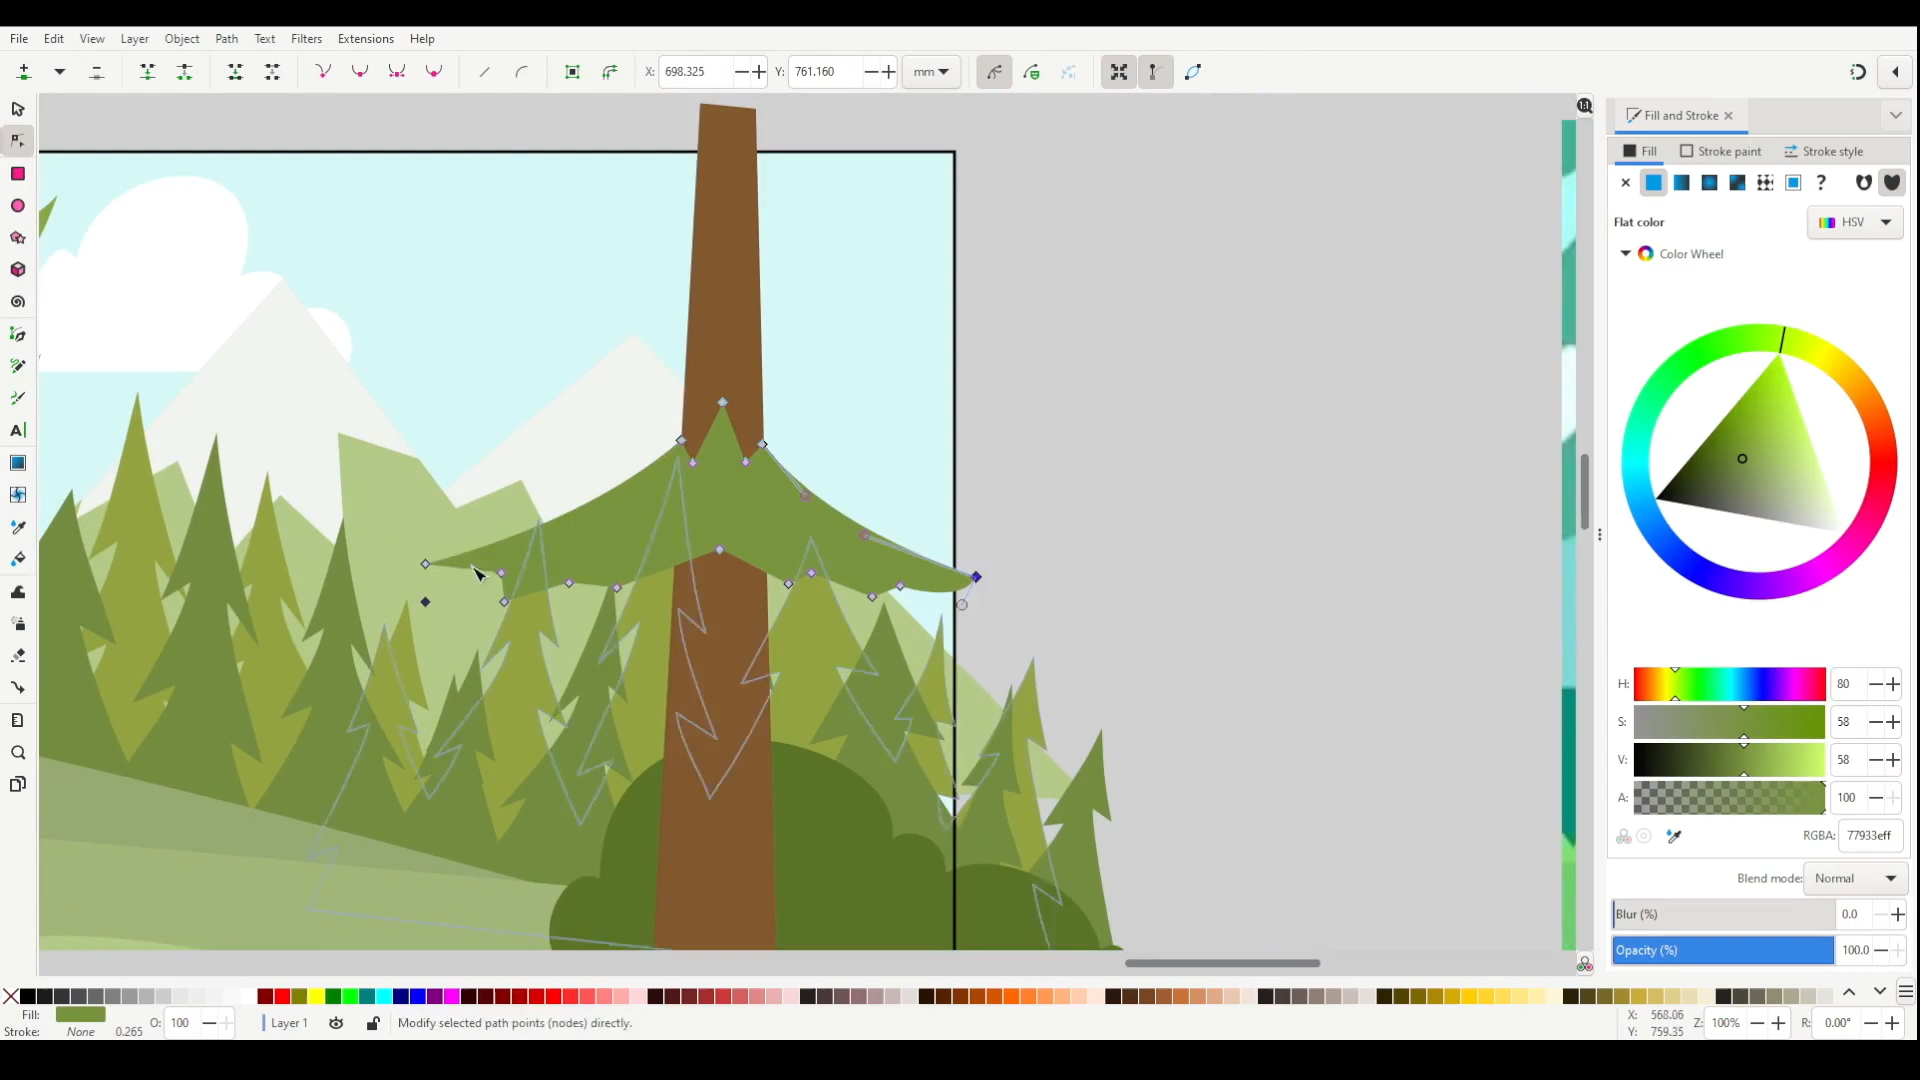 File Edit View Layer Object Path Text Filters Extensions Help
X: 698.325 Y: 761.160 mm
Fill and Stroke
Fill Stroke paint Stroke style
Flat color HSV
Color Wheel
H: 80
S: 58
V: 58
A: 100
RGBA: 77933eff
Blend mode: Normal
Blur (%) 0.0
Opacity (%) 100.0
Fill:
Stroke: None 0.265
O: 100
Layer 1
Modify selected path points (nodes) directly.
X: 568.06
Y: 759.35
Z: 100%
R: 0.00°